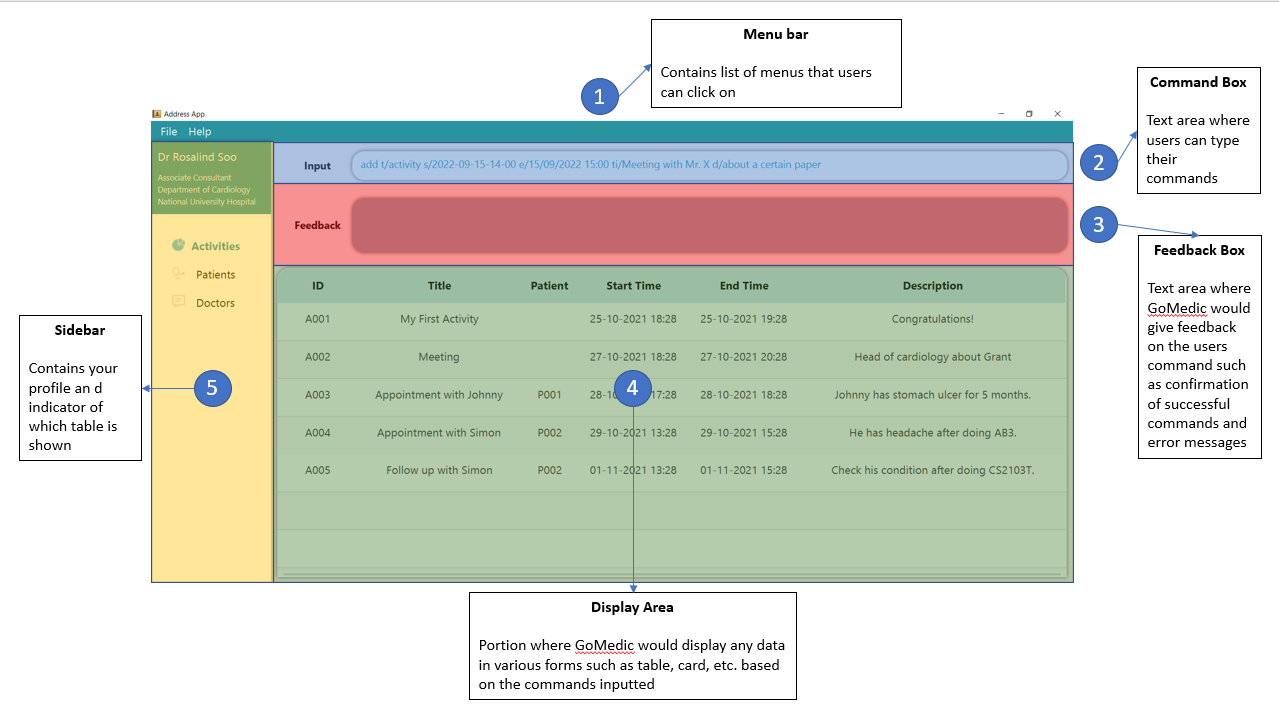 Menu bar
Contains list of menus that users
can click on
1
Command Box
Text area where
users can type
their
commands
2
Address App
File Help
Dr Rosalind Soo
Associate Consultant
Department of Cardiology
National University Hospital
Input
add t/activity s/2022-09-15-14-00 e/15/09/2022 15:00 ti/Meeting with Mr. X d/about a certain paper
Feedback
3
Feedback Box
Text area where
GoMedic would
give feedback
on the users
command such
as confirmation
of successful
commands and
error messages
Activities
Patients
Doctors
Sidebar
Contains your
profile an d
indicator of
which table is
shown
5
ID Title Patient Start Time End Time Description
A001 My First Activity 25-10-2021 18:28 25-10-2021 19:28 Congratulations!
A002 Meeting 27-10-2021 18:28 27-10-2021 20:28 Head of cardiology about Grant
4
A003 Appointment with Johnny P001 28-10 17:28 28-10-2021 18:28 Johnny has stomach ulcer for 5 months.
A004 Appointment with Simon P002 29-10-2021 13:28 29-10-2021 15:28 He has headache after doing AB3.
A005 Follow up with Simon P002 01-11-2021 13:28 01-11-2021 15:28 Check his condition after doing CS2103T.
Display Area
Portion where GoMedic would display any data
in various forms such as table, card, etc. based
on the commands inputted